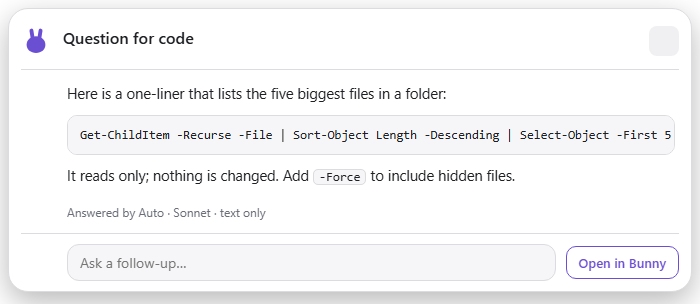 Question for code
Here is a one-liner that lists the five biggest files in a folder:
Get-ChildItem -Recurse -File | Sort-Object Length -Descending | Select-Object -First 5
It reads only; nothing is changed. Add -Force to include hidden files.
Answered by Auto · Sonnet · text only
Ask a follow-up...
Open in Bunny